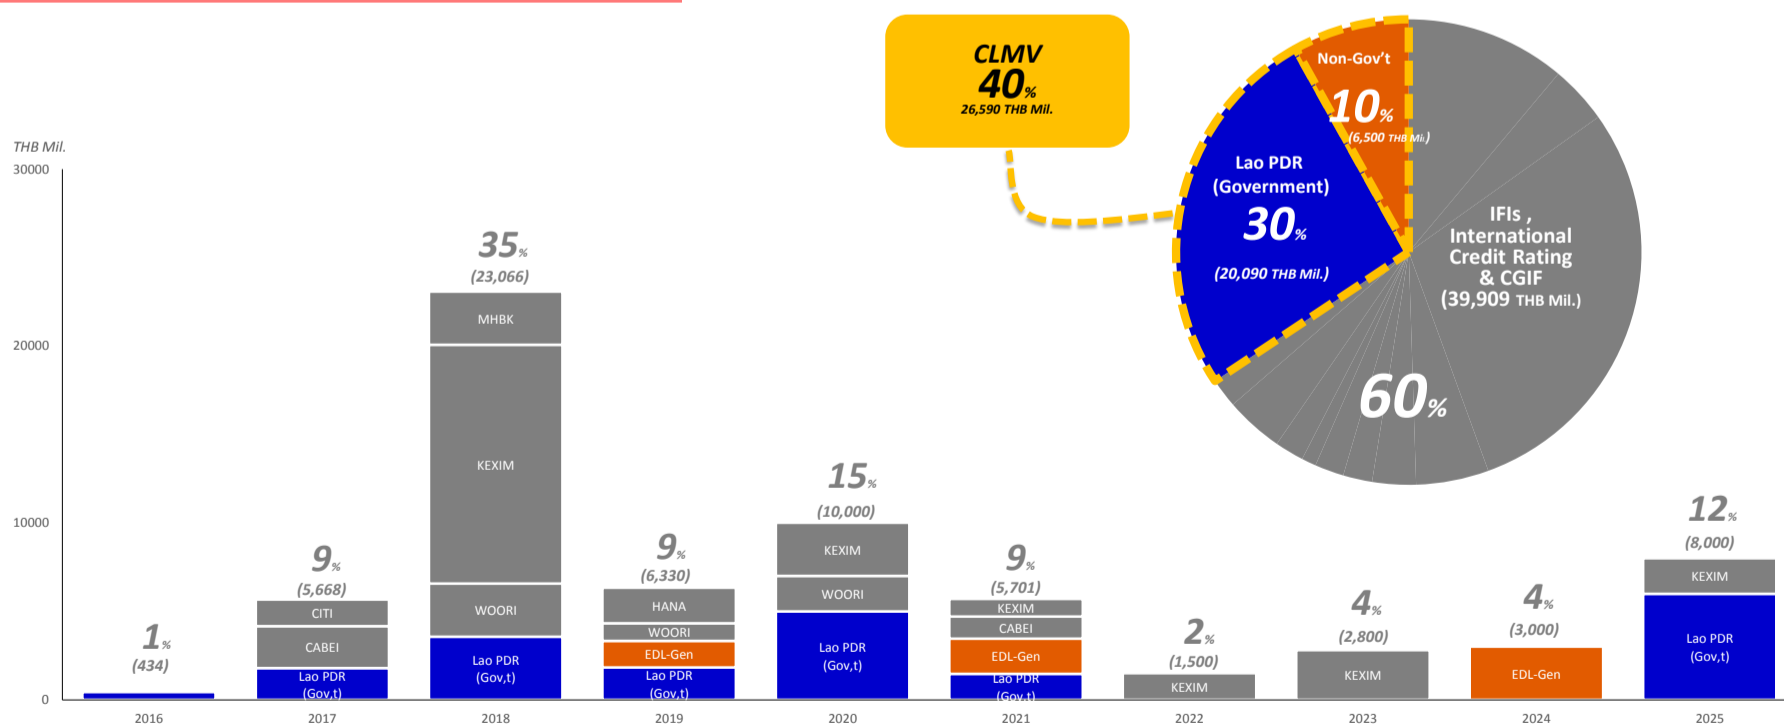 CLMV
40%
26,590 THB Mil.
Non-Gov't
10%
(6,500 THB Mil.)
Lao PDR
(Government)
30%
(20,090 THB Mil.)
IFIs ,
International
Credit Rating
& CGIF
(39,909 THB Mil.)
60%
THB Mil.
30000
20000
10000
0
1%
(434)
2016
9%
(5,668)
CITI
CABEI
Lao PDR
(Gov,t)
2017
35%
(23,066)
MHBK
KEXIM
WOORI
Lao PDR
(Gov,t)
2018
9%
(6,330)
HANA
WOORI
EDL-Gen
Lao PDR
(Gov,t)
2019
15%
(10,000)
KEXIM
WOORI
Lao PDR
(Gov,t)
2020
9%
(5,701)
KEXIM
CABEI
EDL-Gen
Lao PDR
(Gov,t)
2021
2%
(1,500)
KEXIM
2022
4%
(2,800)
KEXIM
2023
4%
(3,000)
EDL-Gen
2024
12%
(8,000)
KEXIM
Lao PDR
(Gov,t)
2025